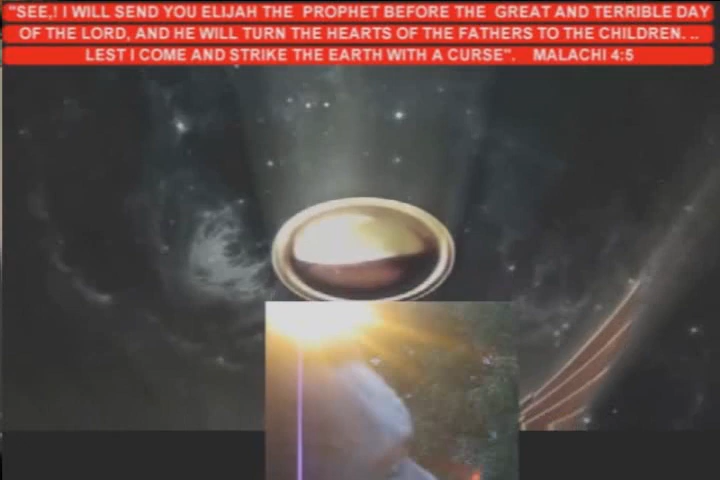 "SEE,! I WILL SEND YOU ELIJAH THE PROPHET BEFORE THE GREAT AND TERRIBLE DAY
OF THE LORD, AND HE WILL TURN THE HEARTS OF THE FATHERS TO THE CHILDREN. ..
LEST I COME AND STRIKE THE EARTH WITH A CURSE". MALACHI 4:5